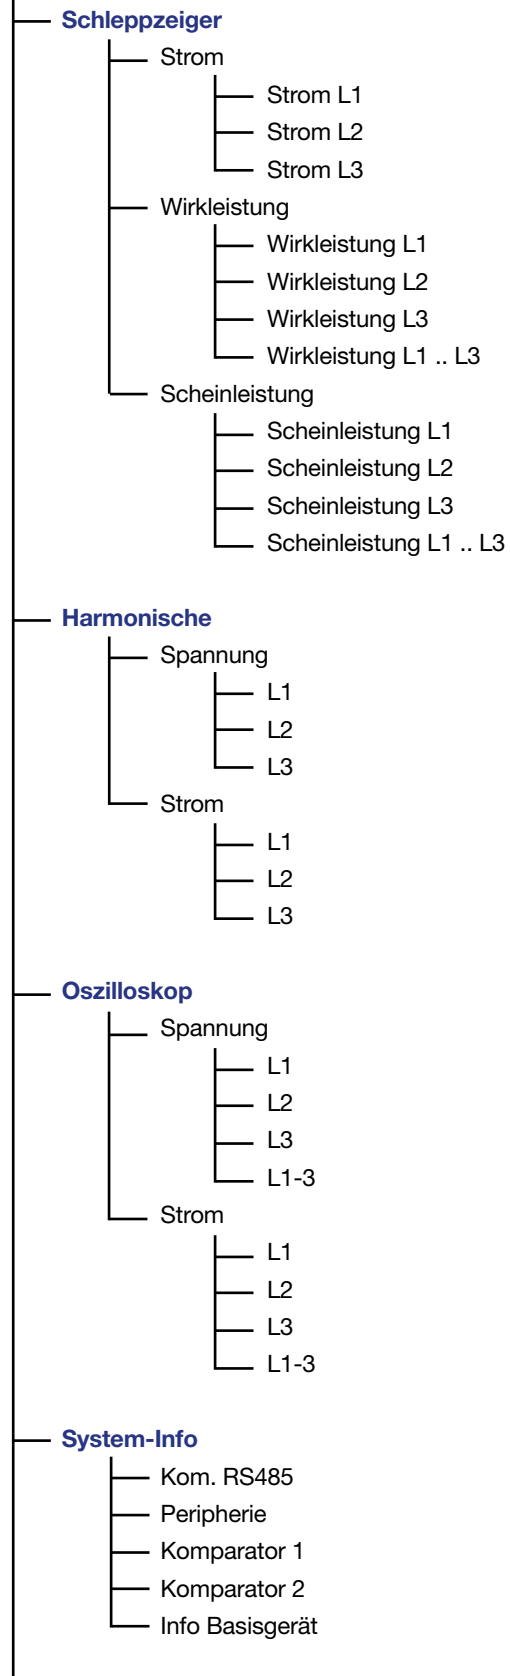 Schleppzeiger
Strom
Strom L1
Strom L2
Strom L3
Wirkleistung
Wirkleistung L1
Wirkleistung L2
Wirkleistung L3
Wirkleistung L1 .. L3
Scheinleistung
Scheinleistung L1
Scheinleistung L2
Scheinleistung L3
Scheinleistung L1 .. L3
Harmonische
Spannung
L1
L2
L3
Strom
L1
L2
L3
Oszilloskop
Spannung
L1
L2
L3
L1-3
Strom
L1
L2
L3
L1-3
System-Info
Kom. RS485
Peripherie
Komparator 1
Komparator 2
Info Basisgerät